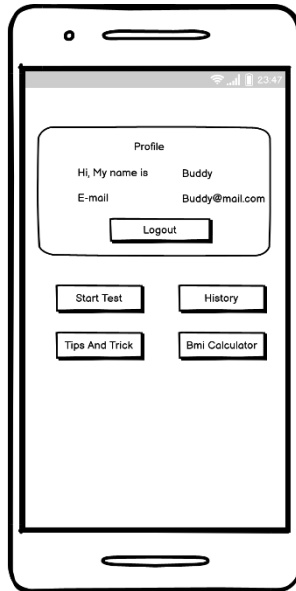 23:47
Profile
Hi, My name is Buddy
E-mail Buddy@mail.com
Logout
Start Test History
Tips And Trick Bmi Calculator